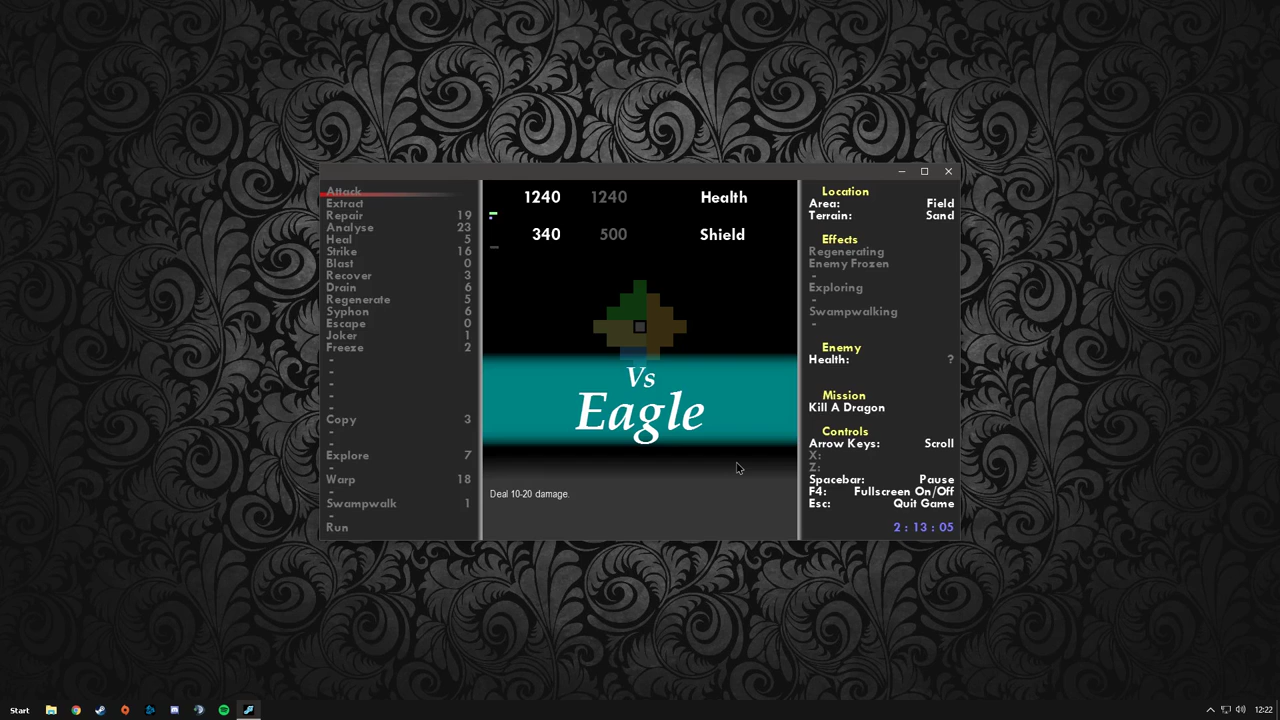 Attack
Extract
Repair 19
Analyse 23
Heal 5
Strike 16
Blast 0
Recover 3
Drain 6
Regenerate 5
Syphon 6
Escape 0
Joker 1
Freeze 2
-
-
-
-
-
Copy 3
-
-
Explore 7
-
Warp 18
-
Swampwalk 1
-
Run
1240 1240 Health
340 500 Shield
Vs
Eagle
Deal 10-20 damage.
Location
Area: Field
Terrain: Sand
Effects
Regenerating
Enemy Frozen
-
Exploring
-
Swampwalking
-
Enemy
Health: ?
Mission
Kill A Dragon
Controls
Arrow Keys: Scroll
X:
Z:
Spacebar: Pause
F4: Fullscreen On/Off
Esc: Quit Game
2 : 13 : 05
Start
12:22